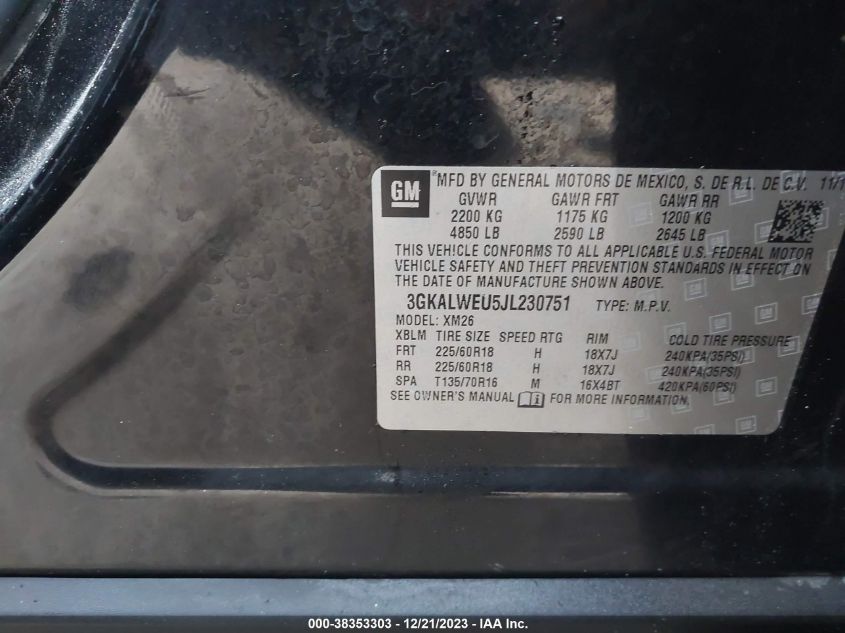 GM ® MFD BY GENERAL MOTORS DE MEXICO, S. DE R.L. DE C.V. 11/1
GVWR GAWR FRT GAWR RR
2200 KG 1175 KG 1200 KG
4850 LB 2590 LB 2645 LB
THIS VEHICLE CONFORMS TO ALL APPLICABLE U.S. FEDERAL MOTOR
VEHICLE SAFETY AND THEFT PREVENTION STANDARDS IN EFFECT ON
THE DATE OF MANUFACTURE SHOWN ABOVE.
3GKALWEU5JL230751 TYPE: M.P.V.
MODEL: XM26
XBLM TIRE SIZE SPEED RTG RIM COLD TIRE PRESSURE
FRT 225/60R18 H 18X7J 240KPA(35PSI)
RR 225/60R18 H 18X7J 240KPA(35PSI)
SPA T135/70R16 M 16X4BT 420KPA(60PSI)
SEE OWNER'S MANUAL FOR MORE INFORMATION.
000-38353303 - 12/21/2023 - IAA Inc.